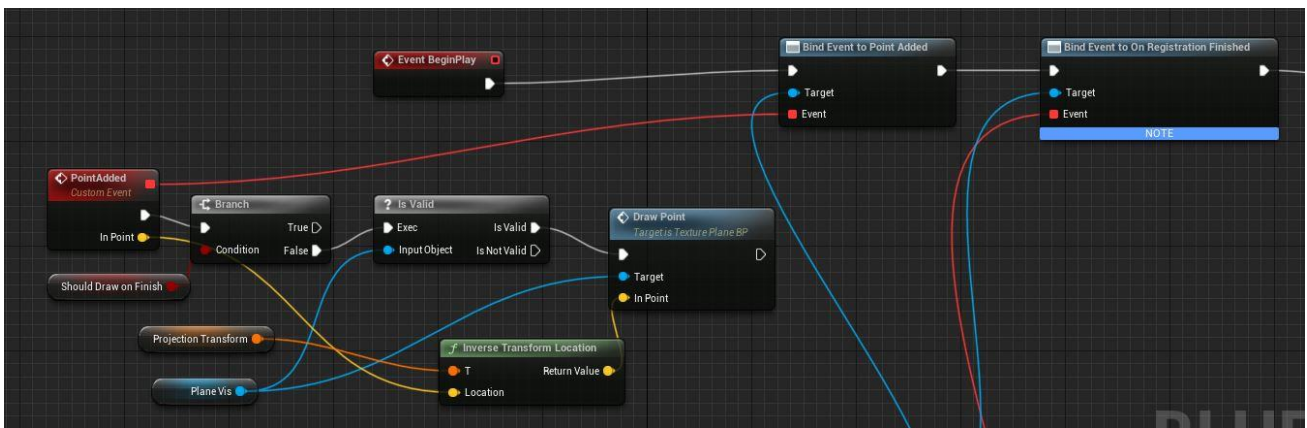 Event BeginPlay
Bind Event to Point Added
Target
Event
Bind Event to On Registration Finished
Target
Event
NOTE
PointAdded
Custom Event
In Point
Branch
True
Condition
False
Is Valid
Exec
Is Valid
Input Object
Is Not Valid
Draw Point
Target is Texture Plane BP
Target
In Point
Should Draw on Finish
Projection Transform
Plane Vis
f Inverse Transform Location
T
Return Value
Location